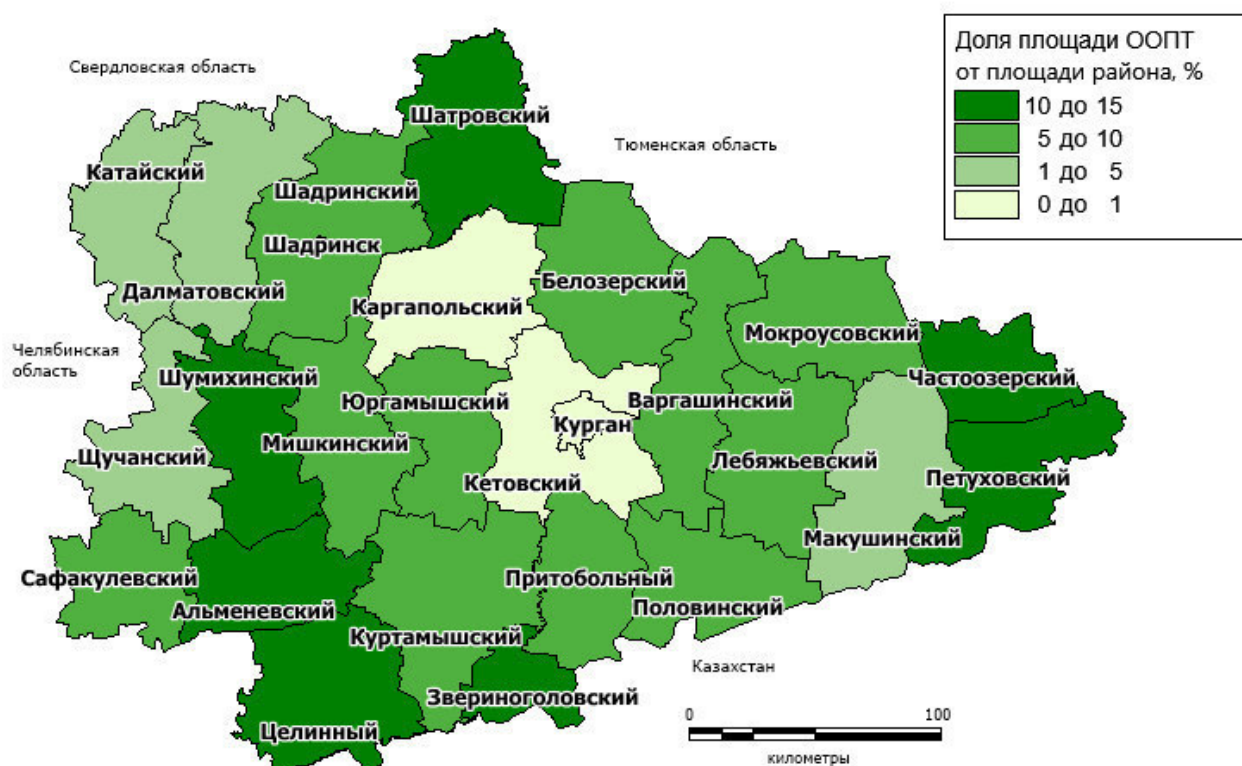 Доля площади ООПТ
от площади района, %
10 до 15
5 до 10
1 до 5
0 до 1
Свердловская область
Шатровский
Тюменская область
Катайский
Шадринский
Шадринск
Белозерский
Далматовский
Каргапольский
Мокроусовский
Челябинская
область
Шумихинский
Частоозерский
Юргамышский
Варгашинский
Курган
Мишкинский
Щучанский
Лебяжьевский
Петуховский
Кетовский
Макушинский
Сафакулевский
Притобольный
Альменевский
Половинский
Куртамышский
Казахстан
Звериноголовский
Целинный
0 100
километры